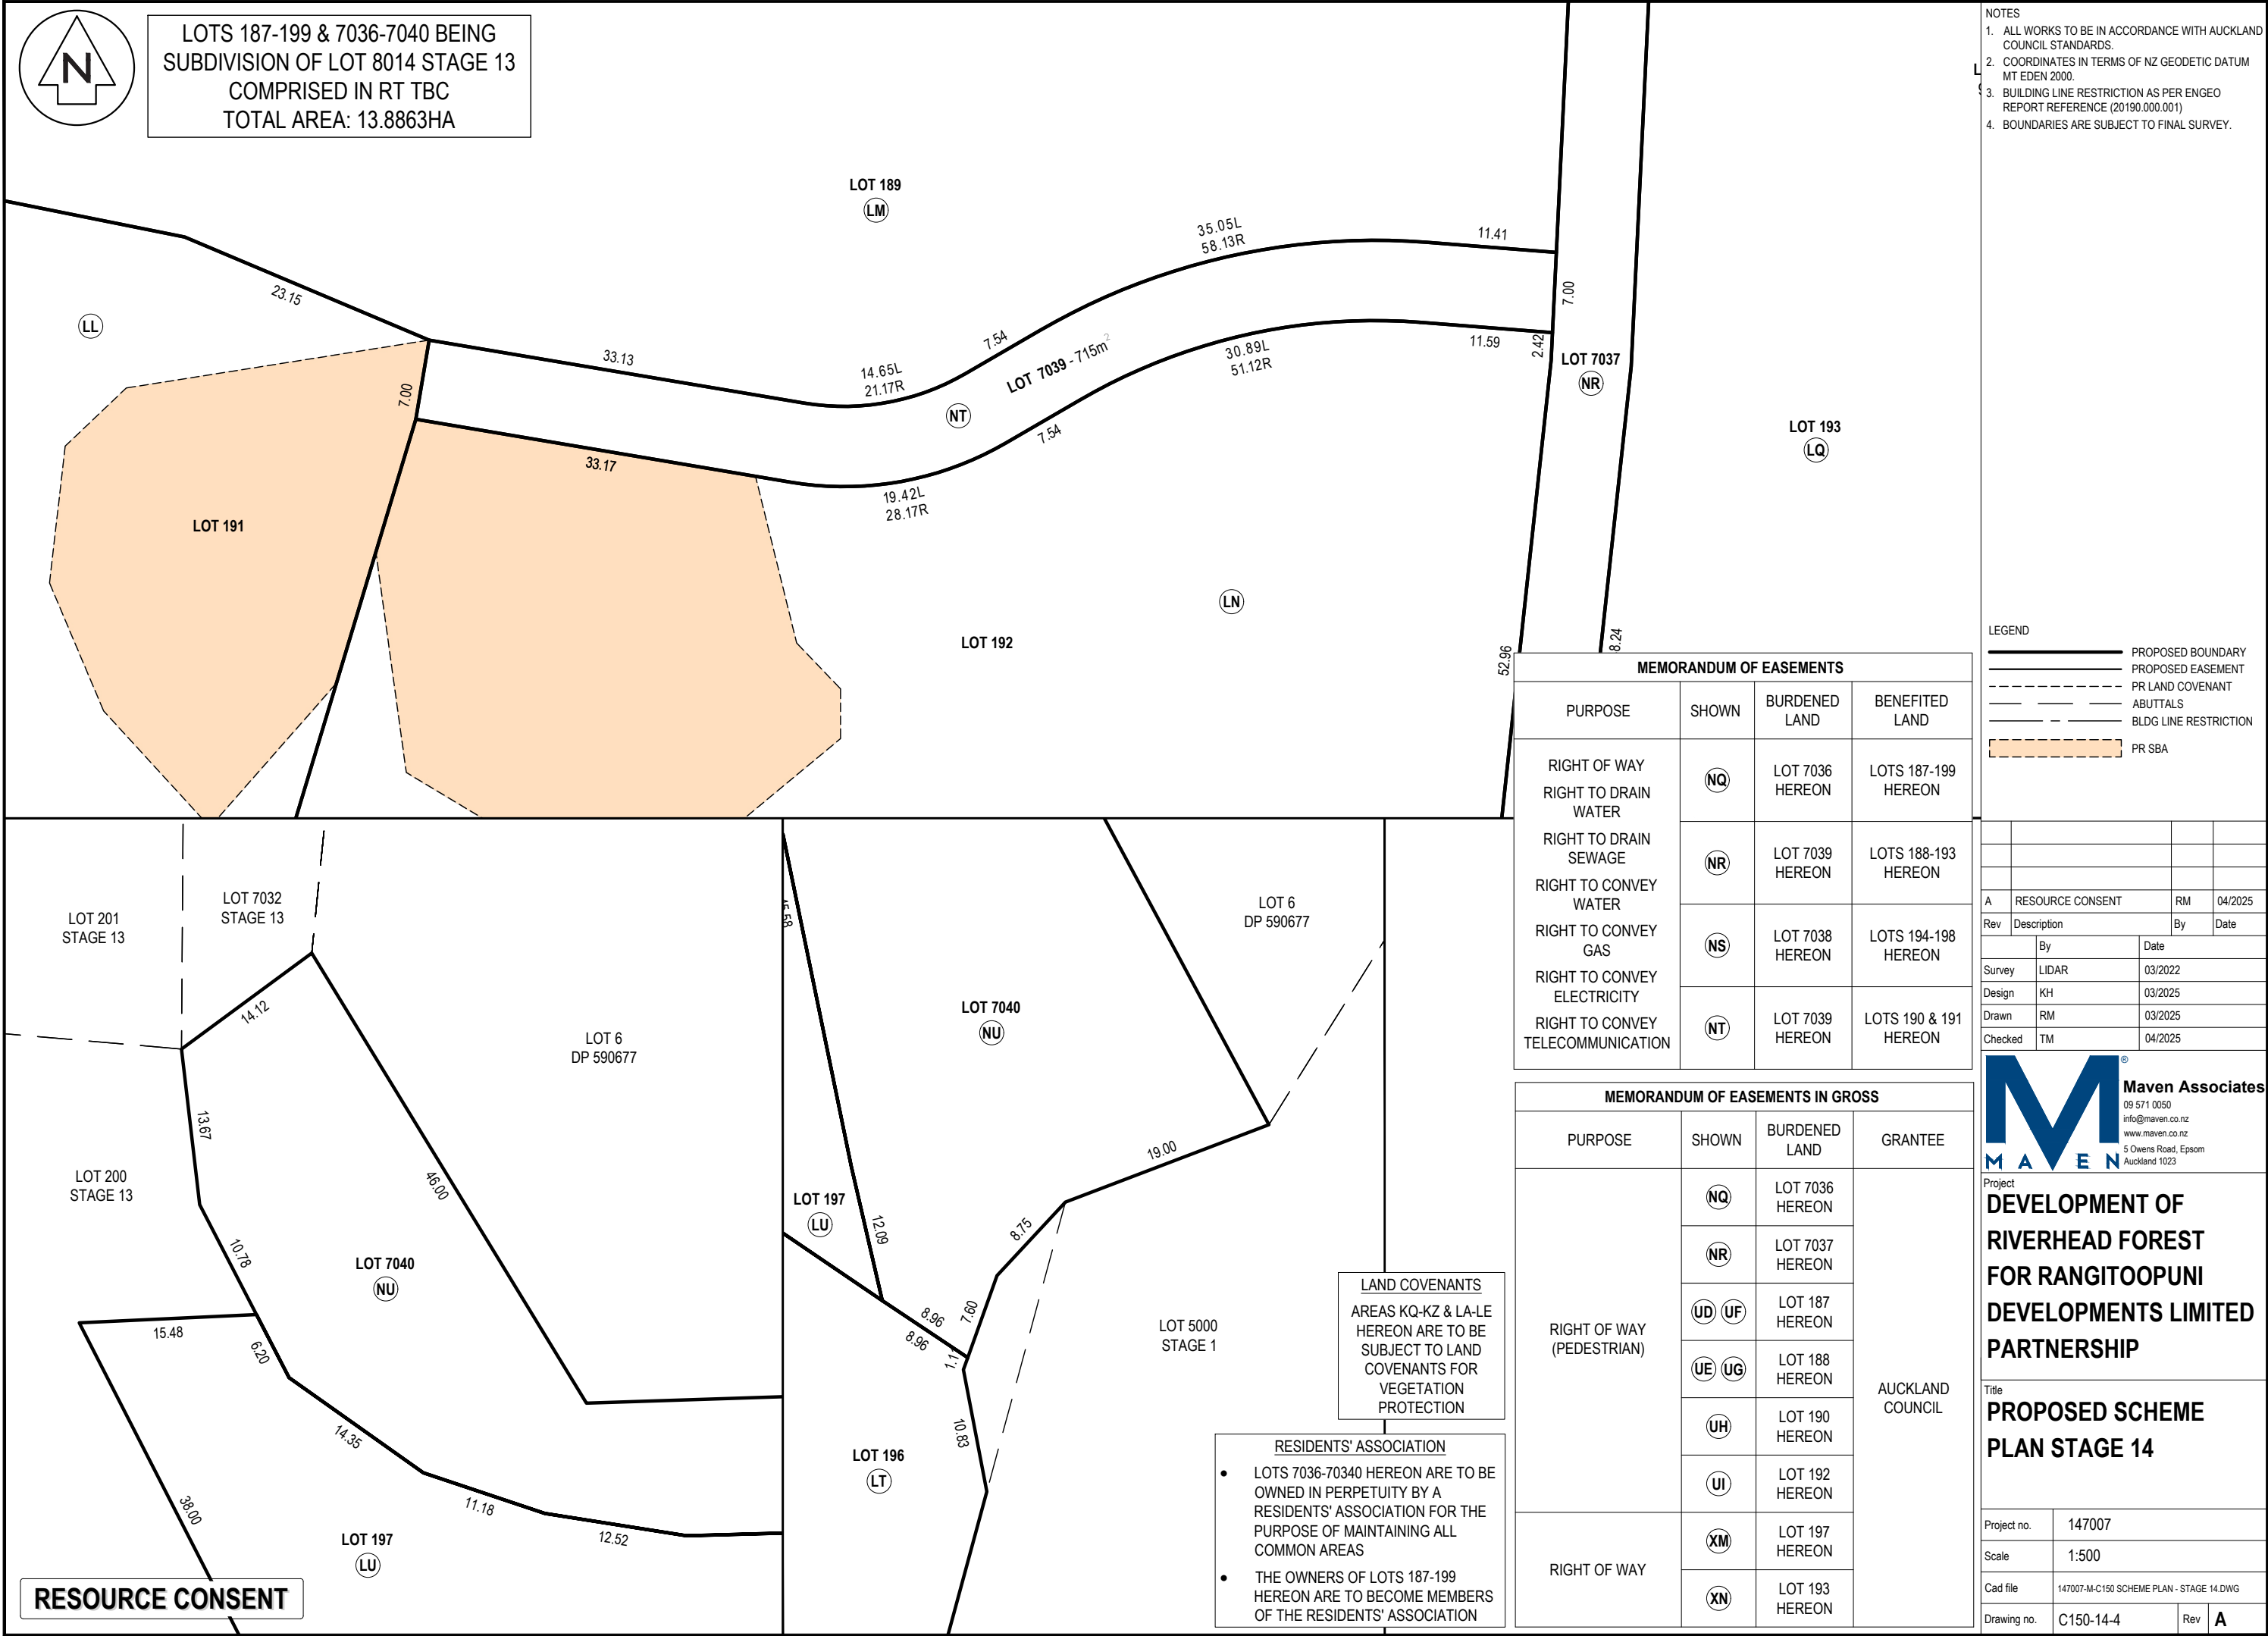 N
LOTS 187-199 & 7036-7040 BEING
SUBDIVISION OF LOT 8014 STAGE 13
COMPRISED IN RT TBC
TOTAL AREA: 13.8863HA
LOT 189
LM
23.15
LL
33.13
7.00
14.65L
21.17R
7.54
LOT 7039 - 715m²
35.05L
58.13R
11.41
7.00
NT
7.54
30.89L
51.12R
11.59
2.42
LOT 7037
NR
LOT 193
LQ
33.17
19.42L
28.17R
LOT 191
LN
LOT 192
52.96
8.24
LOT 201
STAGE 13
LOT 7032
STAGE 13
14.12
LOT 6
DP 590677
13.67
LOT 200
STAGE 13
46.00
10.78
LOT 7040
NU
15.48
6.20
14.35
38.00
11.18
12.52
LOT 197
LU
RESOURCE CONSENT
45.58
LOT 6
DP 590677
LOT 7040
NU
19.00
LOT 197
LU
12.09
8.75
7.60
8.96
8.96
10.83
LOT 5000
STAGE 1
LOT 196
LT
LAND COVENANTS
AREAS KQ-KZ & LA-LE
HEREON ARE TO BE
SUBJECT TO LAND
COVENANTS FOR
VEGETATION
PROTECTION
RESIDENTS' ASSOCIATION
• LOTS 7036-70340 HEREON ARE TO BE
OWNED IN PERPETUITY BY A
RESIDENTS' ASSOCIATION FOR THE
PURPOSE OF MAINTAINING ALL
COMMON AREAS
• THE OWNERS OF LOTS 187-199
HEREON ARE TO BECOME MEMBERS
OF THE RESIDENTS' ASSOCIATION
MEMORANDUM OF EASEMENTS
PURPOSE SHOWN BURDENED LAND BENEFITED LAND
RIGHT OF WAY
RIGHT TO DRAIN
WATER
RIGHT TO DRAIN
SEWAGE
RIGHT TO CONVEY
WATER
RIGHT TO CONVEY
GAS
RIGHT TO CONVEY
ELECTRICITY
RIGHT TO CONVEY
TELECOMMUNICATION
NQ LOT 7036 HEREON LOTS 187-199 HEREON
NR LOT 7039 HEREON LOTS 188-193 HEREON
NS LOT 7038 HEREON LOTS 194-198 HEREON
NT LOT 7039 HEREON LOTS 190 & 191 HEREON
MEMORANDUM OF EASEMENTS IN GROSS
PURPOSE SHOWN BURDENED LAND GRANTEE
RIGHT OF WAY
(PEDESTRIAN)
NQ LOT 7036 HEREON
NR LOT 7037 HEREON
UD UF LOT 187 HEREON
UE UG LOT 188 HEREON
UH LOT 190 HEREON
UI LOT 192 HEREON
RIGHT OF WAY
XM LOT 197 HEREON
XN LOT 193 HEREON
AUCKLAND
COUNCIL
NOTES
1. ALL WORKS TO BE IN ACCORDANCE WITH AUCKLAND
COUNCIL STANDARDS.
2. COORDINATES IN TERMS OF NZ GEODETIC DATUM
MT EDEN 2000.
3. BUILDING LINE RESTRICTION AS PER ENGEO
REPORT REFERENCE (20190.000.001)
4. BOUNDARIES ARE SUBJECT TO FINAL SURVEY.
LEGEND
PROPOSED BOUNDARY
PROPOSED EASEMENT
PR LAND COVENANT
ABUTTALS
BLDG LINE RESTRICTION
PR SBA
A RESOURCE CONSENT RM 04/2025
Rev Description By Date
By Date
Survey LIDAR 03/2022
Design KH 03/2025
Drawn RM 03/2025
Checked TM 04/2025
MAVEN ®
Maven Associates
09 571 0050
info@maven.co.nz
www.maven.co.nz
5 Owens Road, Epsom
Auckland 1023
Project
DEVELOPMENT OF
RIVERHEAD FOREST
FOR RANGITOOPUNI
DEVELOPMENTS LIMITED
PARTNERSHIP
Title
PROPOSED SCHEME
PLAN STAGE 14
Project no. 147007
Scale 1:500
Cad file 147007-M-C150 SCHEME PLAN - STAGE 14.DWG
Drawing no. C150-14-4 Rev A